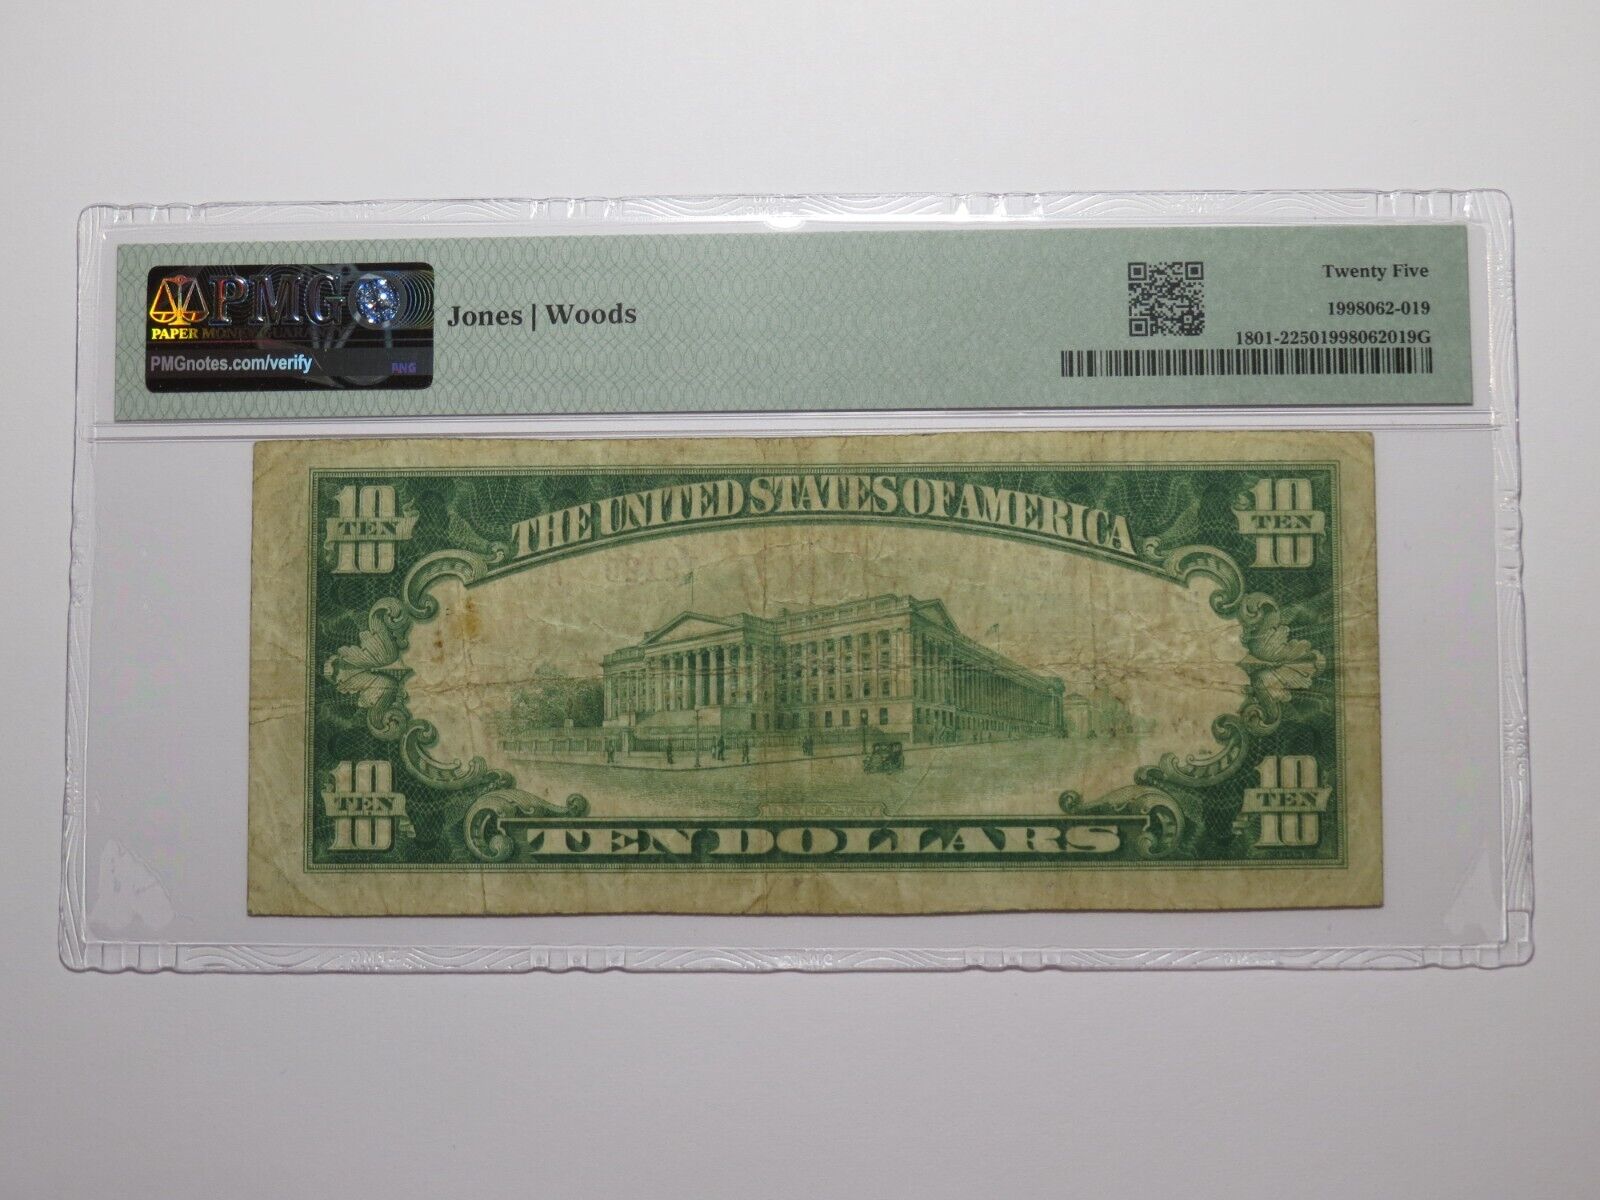 PMG
PAPER MONEY GUARANTY
PMGnotes.com/verify
PNG
Jones | Woods
Twenty Five
1998062-019
1801-22501998062019G
10 TEN 10
THE UNITED STATES OF AMERICA
10 TEN 10
10 TEN 10
10 TEN 10
TEN DOLLARS